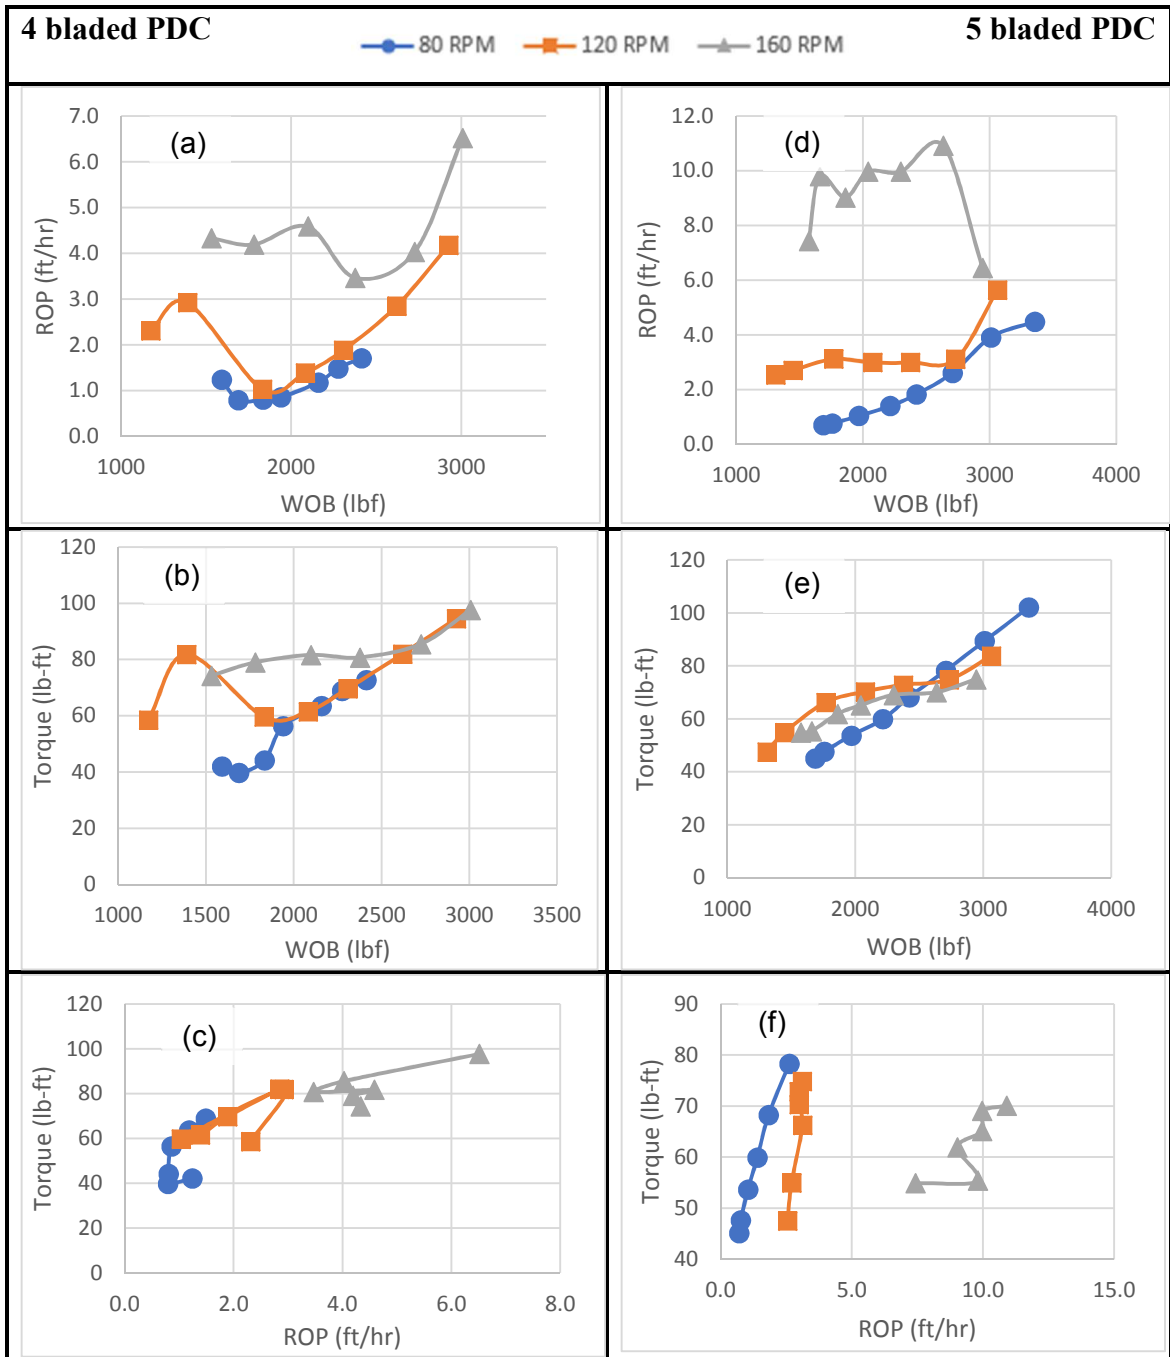 4 bladed PDC
80 RPM 120 RPM 160 RPM
5 bladed PDC
(a)
ROP (ft/hr)
7.0
6.0
5.0
4.0
3.0
2.0
1.0
0.0
1000 2000 3000
WOB (lbf)
(d)
ROP (ft/hr)
12.0
10.0
8.0
6.0
4.0
2.0
0.0
1000 2000 3000 4000
WOB (lbf)
(b)
Torque (lb-ft)
120
100
80
60
40
20
0
1000 1500 2000 2500 3000 3500
WOB (lbf)
(e)
Torque (lb-ft)
120
100
80
60
40
20
0
1000 2000 3000 4000
WOB (lbf)
(c)
Torque (lb-ft)
120
100
80
60
40
20
0
0.0 2.0 4.0 6.0 8.0
ROP (ft/hr)
(f)
Torque (lb-ft)
90
80
70
60
50
40
0.0 5.0 10.0 15.0
ROP (ft/hr)